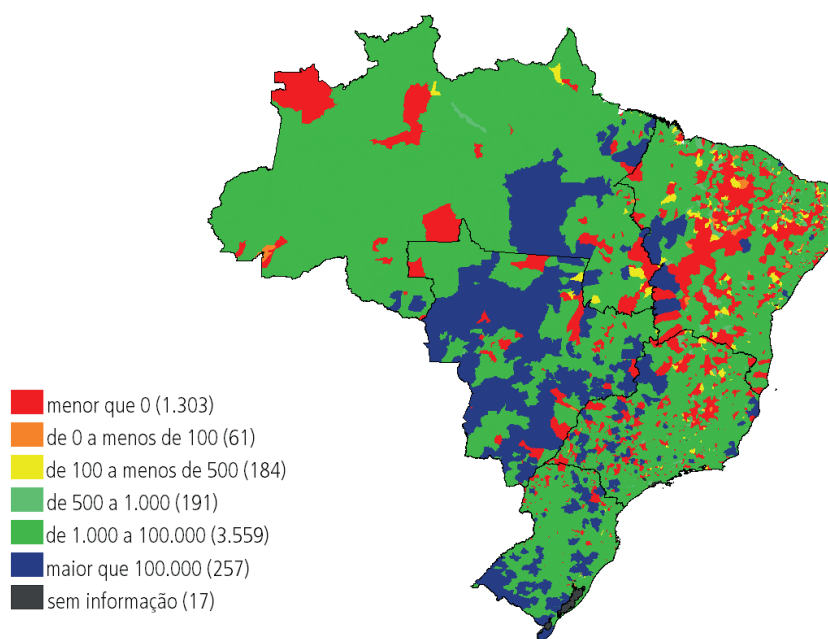 menor que 0 (1.303)
de 0 a menos de 100 (61)
de 100 a menos de 500 (184)
de 500 a 1.000 (191)
de 1.000 a 100.000 (3.559)
maior que 100.000 (257)
sem informação (17)